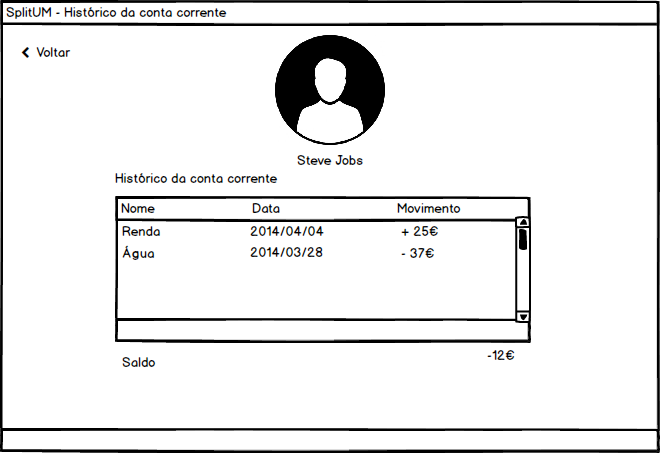 SplitUM - Histórico da conta corrente
Voltar
Steve Jobs
Histórico da conta corrente
Nome Data Movimento
Renda 2014/04/04 + 25€
Água 2014/03/28 - 37€
Saldo -12€